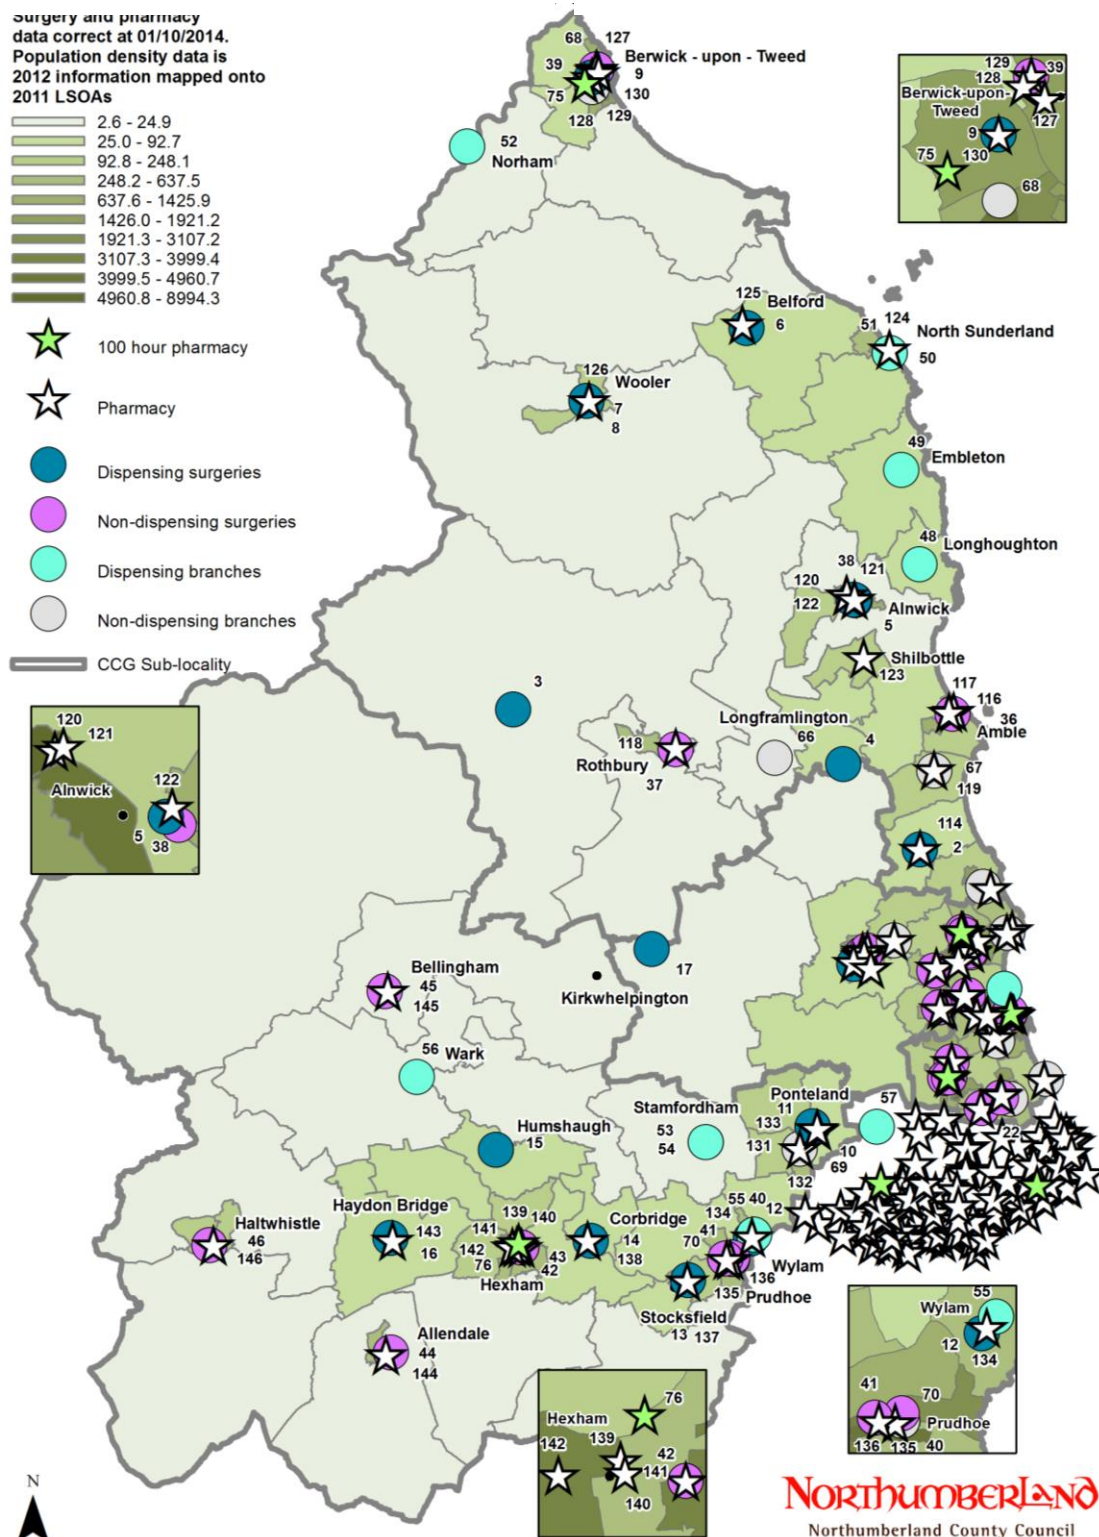 Surgery and pharmacy
data correct at 01/10/2014.
Population density data is
2012 information mapped onto
2011 LSOAs
2.6 - 24.9
25.0 - 92.7
92.8 - 248.1
248.2 - 637.5
637.6 - 1425.9
1426.0 - 1921.2
1921.3 - 3107.2
3107.3 - 3999.4
3999.5 - 4960.7
4960.8 - 8994.3
100 hour pharmacy
Pharmacy
Dispensing surgeries
Non-dispensing surgeries
Dispensing branches
Non-dispensing branches
CCG Sub-locality
68 127
39 Berwick - upon - Tweed
9
75 130
128 129
52
Norham
129 39
128
Berwick-upon-
Tweed 127
9
75 130
68
125
Belford
6
51 124
North Sunderland
50
126
Wooler
7
8
49
Embleton
48
Longhoughton
38 121
120
122 Alnwick
5
Shilbottle
123
3
117
116
36
Amble
Longframlington
66 4
118
Rothbury
37
67
119
120
121
122
Alnwick
5
38
114
2
17
Kirkwhelpington
Bellingham
45
145
56 Wark
Ponteland
11
133
131
10
69
132
57
22
Stamfordham
53
54
Humshaugh
15
Haltwhistle
46
146
Haydon Bridge
143
16
139
140
141
142
76
43
42
Hexham
Corbridge
14
138
55 40
134 12
41
70
Wylam
136
135 Prudhoe
Stocksfield
13 137
Allendale
44
144
76
Hexham
139
142
42
141
140
55
Wylam
12
134
41
70
Prudhoe
136 135 40
N
NORTHUMBERLAND
Northumberland County Council